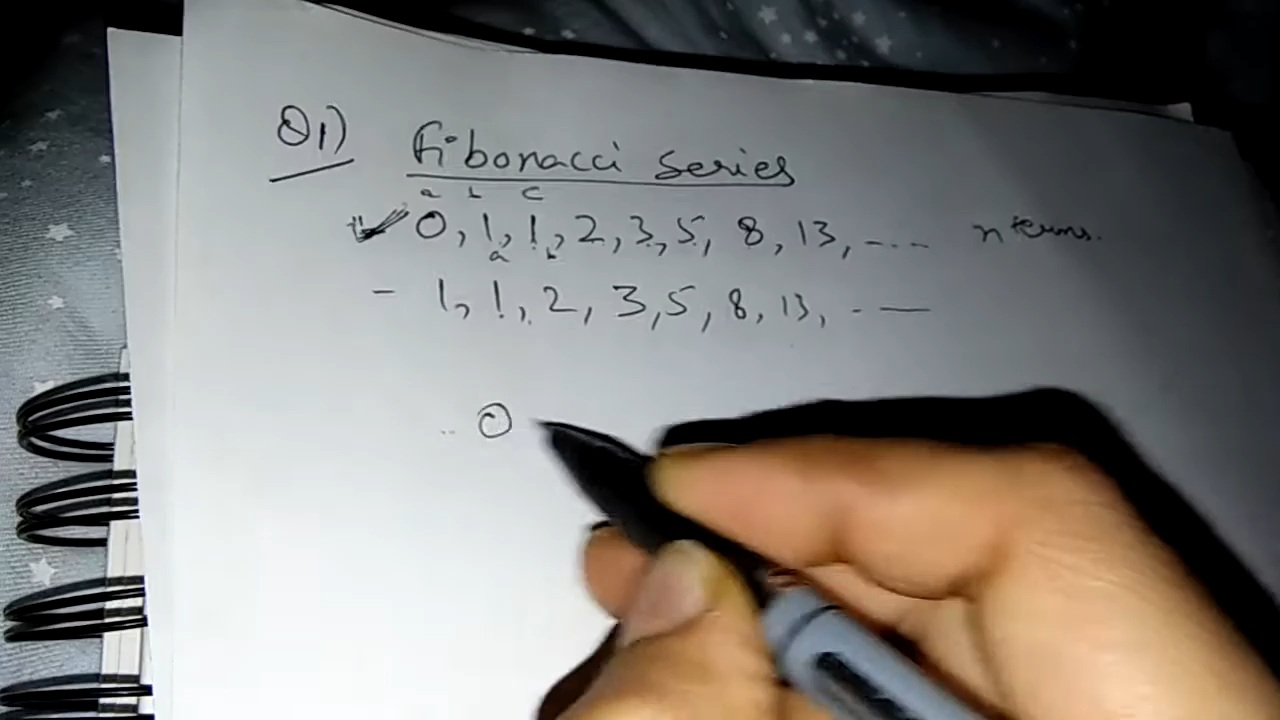 Q1) Fibonacci series
a b c
0, 1, 1, 2, 3, 5, 8, 13, -... n terms.
a b
- 1, 1, 2, 3, 5, 8, 13, - —
.. 0